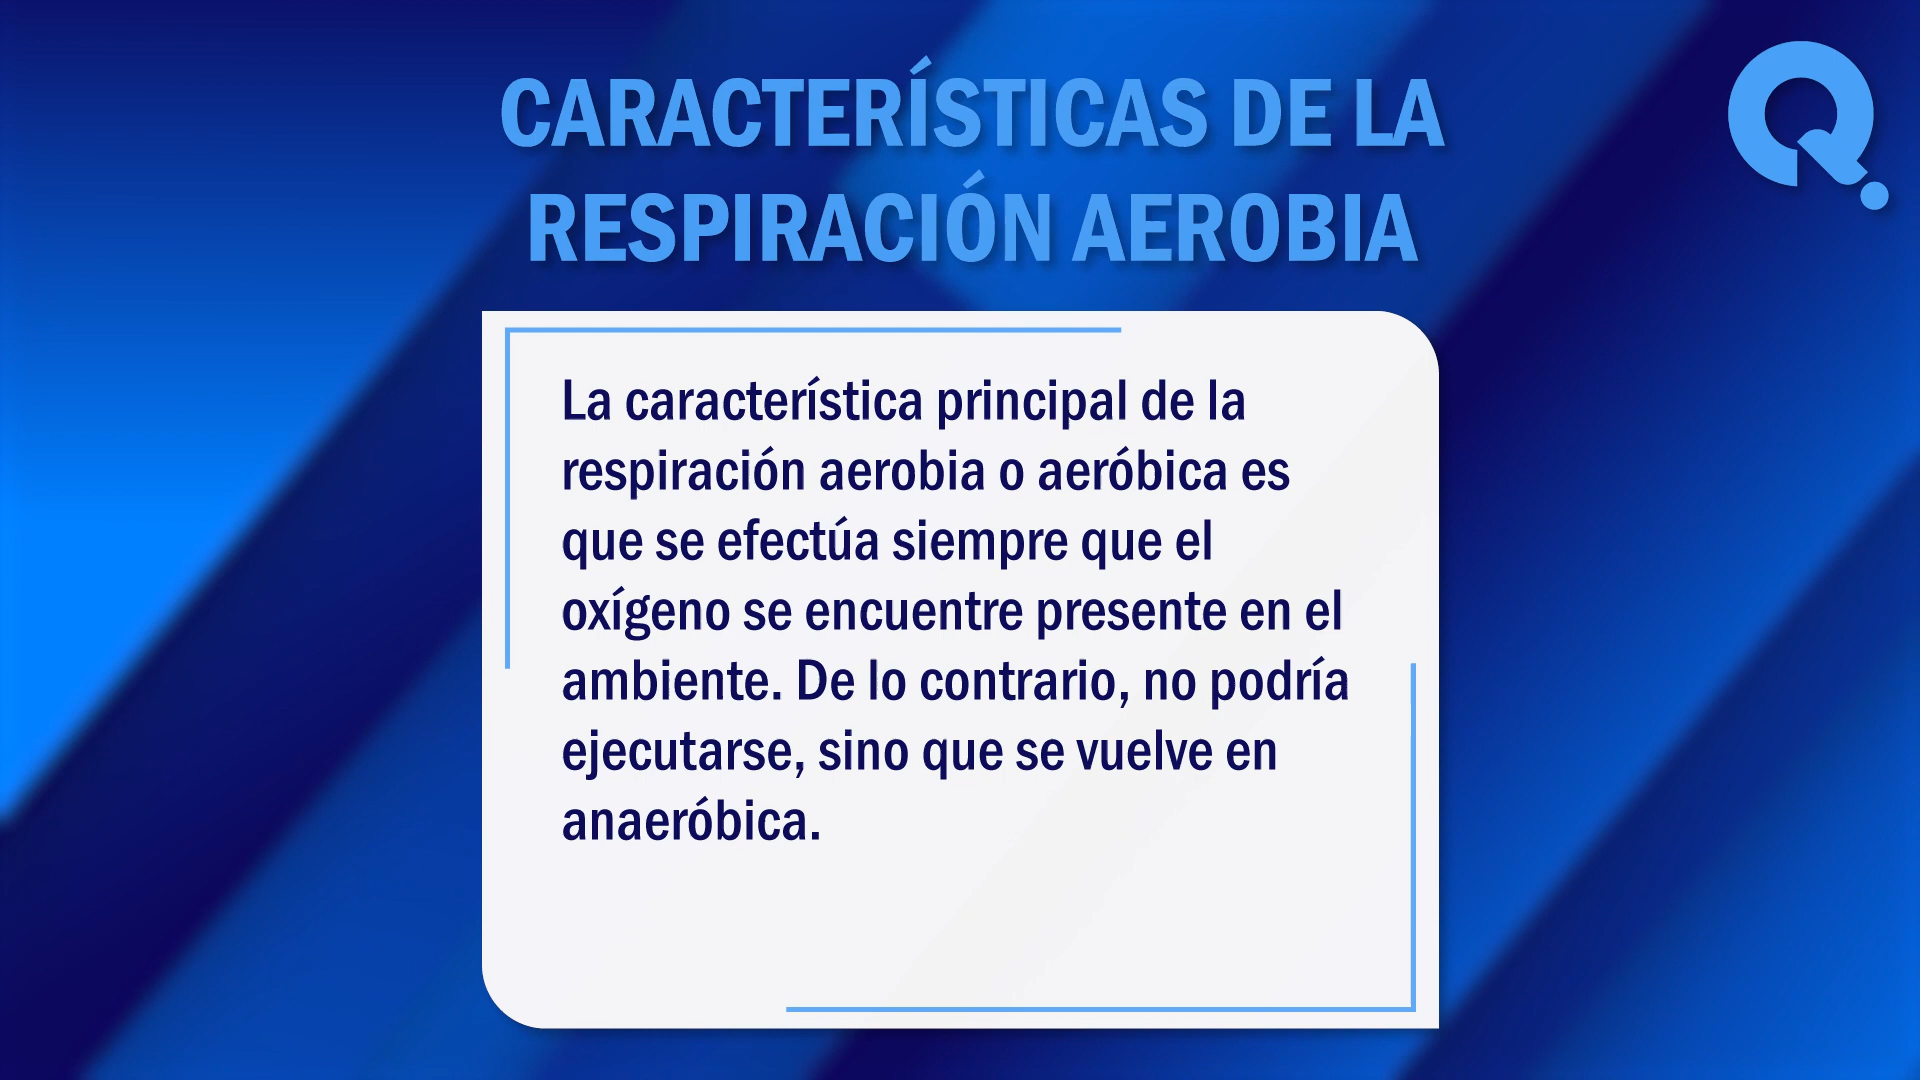 CARACTERÍSTICAS DE LA
RESPIRACIÓN AEROBIA
La característica principal de la
respiración aerobia o aeróbica es
que se efectúa siempre que el
oxígeno se encuentre presente en el
ambiente. De lo contrario, no podría
ejecutarse, sino que se vuelve en
anaeróbica.